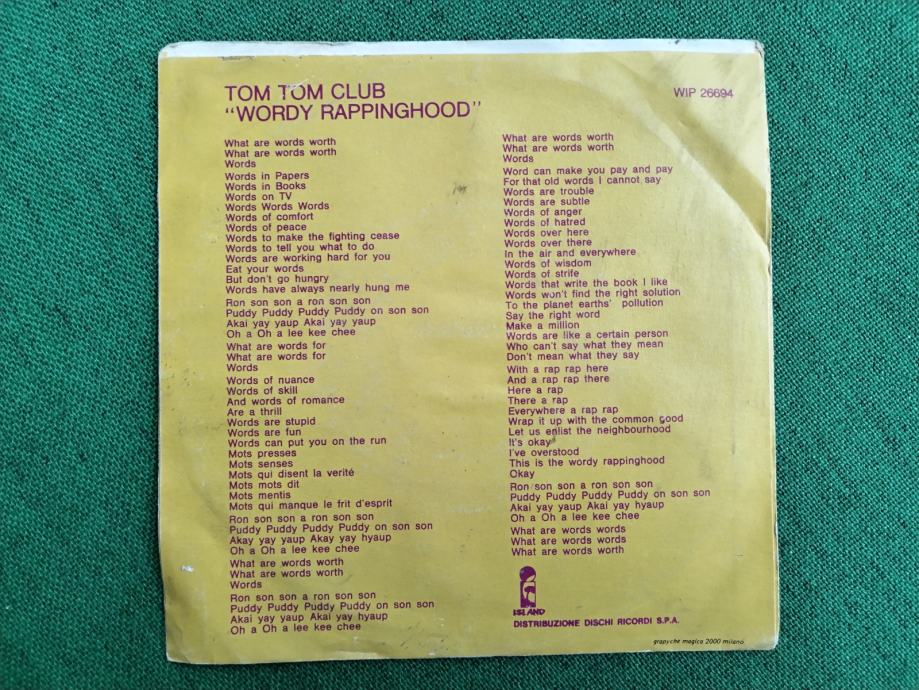 TOM TOM CLUB
"WORDY RAPPINGHOOD"
WIP 26694
What are words worth
What are words worth
Words
Words in Papers
Words in Books
Words on TV
Words Words Words
Words of comfort
Words of peace
Words to make the fighting cease
Words to tell you what to do
Words are working hard for you
Eat your words
But don't go hungry
Words have always nearly hung me
Ron son son a ron son son
Puddy Puddy Puddy Puddy on son son
Akai yay yaup Akai yay yaup
Oh a Oh a lee kee chee
What are words for
What are words for
Words
Words of nuance
Words of skill
And words of romance
Are a thrill
Words are stupid
Words are fun
Words can put you on the run
Mots presses
Mots senses
Mots qui disent la verité
Mots mots dit
Mots mentis
Mots qui manque le frit d'esprit
Ron son son a ron son son
Puddy Puddy Puddy Puddy on son son
Akay yay yaup Akay yay hyaup
Oh a Oh a lee kee chee
What are words worth
What are words worth
Words
Ron son son a ron son son
Puddy Puddy Puddy Puddy on son son
Akai yay yaup Akai yay hyaup
Oh a Oh a lee kee chee
What are words worth
What are words worth
Words
Word can make you pay and pay
For that old words I cannot say
Words are trouble
Words are subtle
Words of anger
Words of hatred
Words over here
Words over there
In the air and everywhere
Words of wisdom
Words of strife
Words that write the book I like
Words won't find the right solution
To the planet earths' pollution
Say the right word
Make a million
Words are like a certain person
Who can't say what they mean
Don't mean what they say
With a rap rap here
And a rap rap there
Here a rap
There a rap
Everywhere a rap rap
Wrap it up with the common good
Let us enlist the neighbourhood
It's okay
I've overstood
This is the wordy rappinghood
Okay
Ron son son a ron son son
Puddy Puddy Puddy Puddy on son son
Akai yay yaup Akai yay hyaup
Oh a Oh a lee kee chee
What are words words
What are words words
What are words worth
ISLAND
DISTRIBUZIONE DISCHI RICORDI S.P.A.
grapyche magica 2000 milano